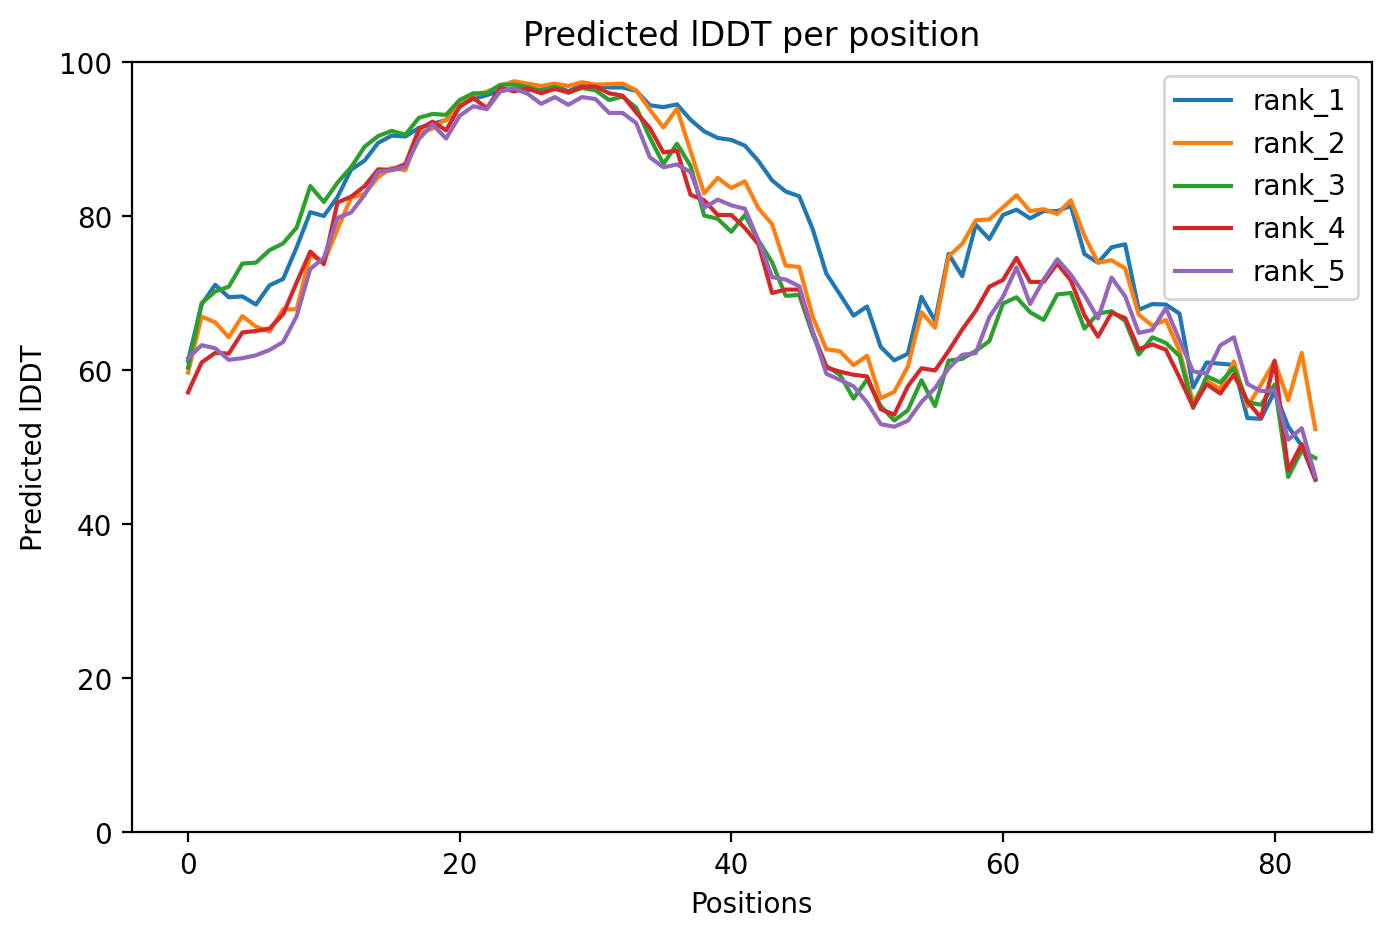 Predicted lDDT per position
100
80
60
40
20
0
Predicted lDDT
0 20 40 60 80
Positions
rank_1
rank_2
rank_3
rank_4
rank_5